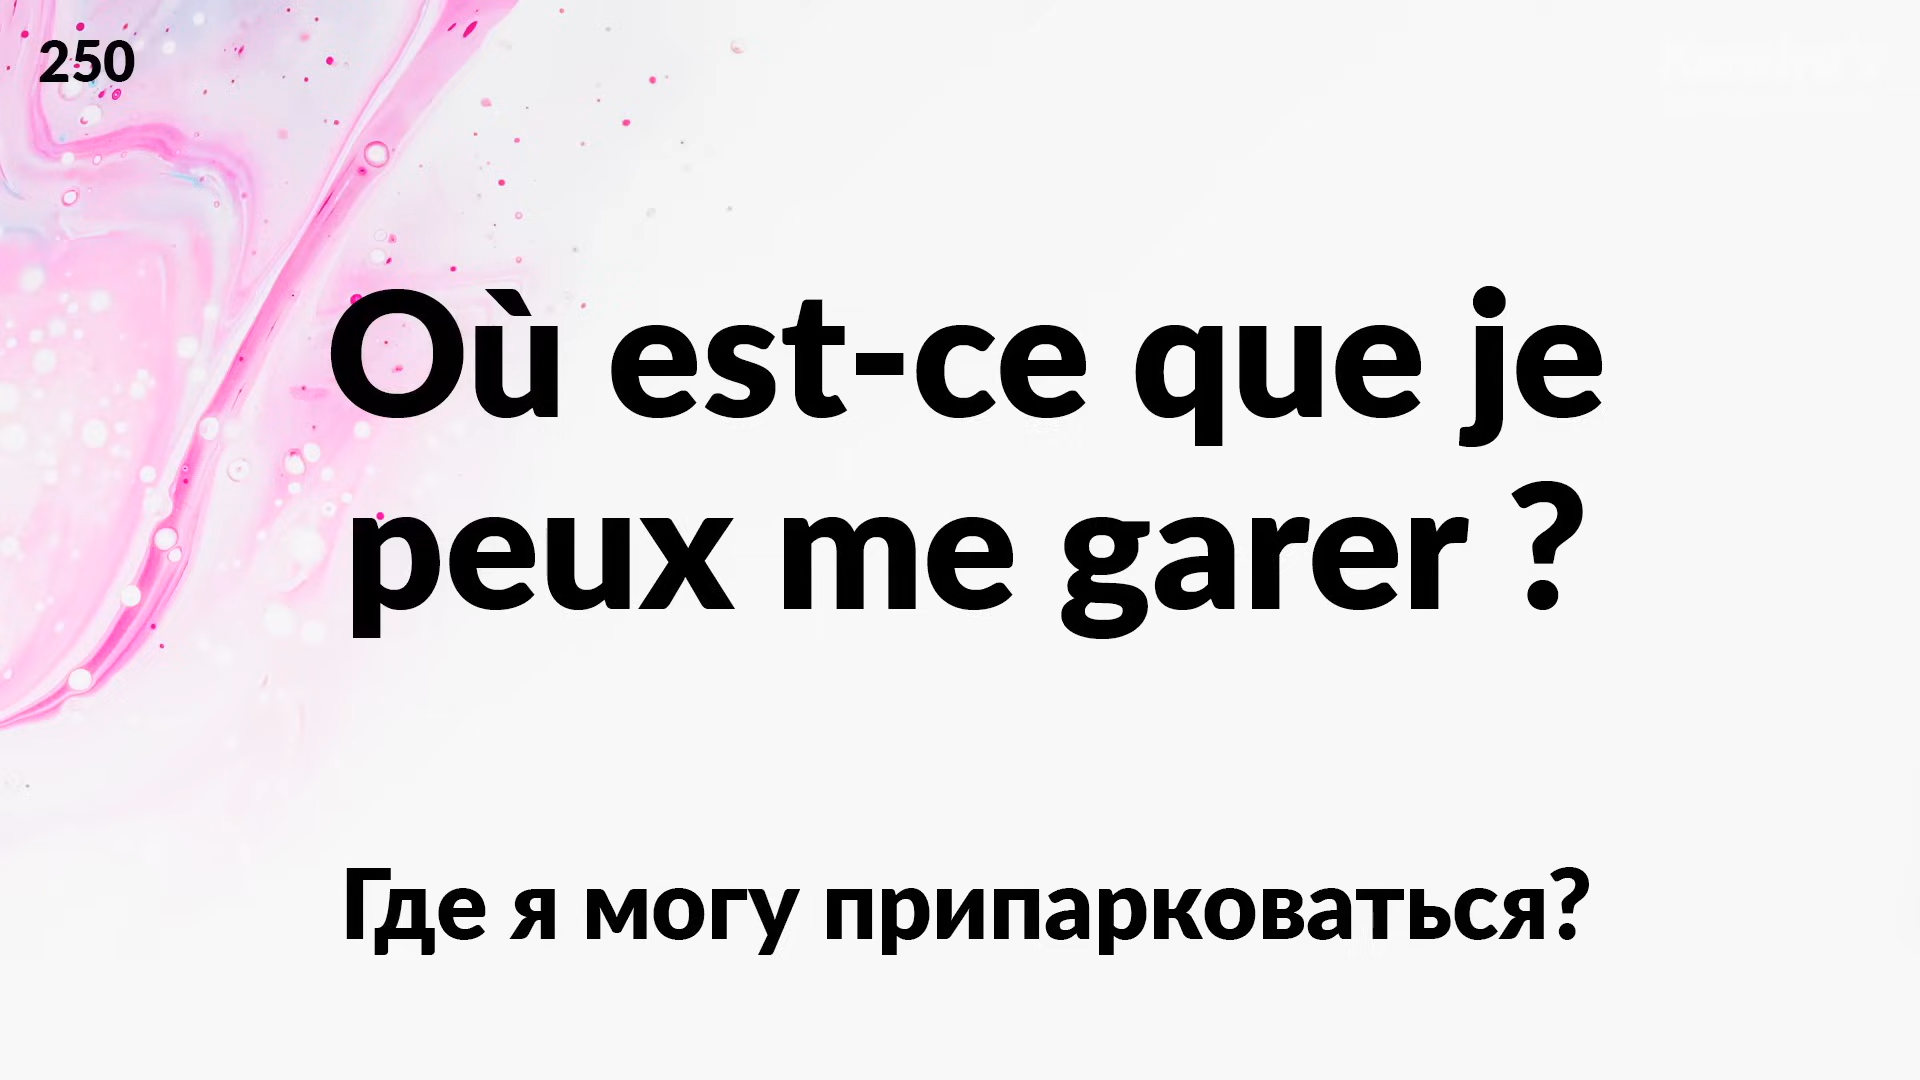 250
Où est-ce que je
peux me garer ?
Где я могу припарковаться?